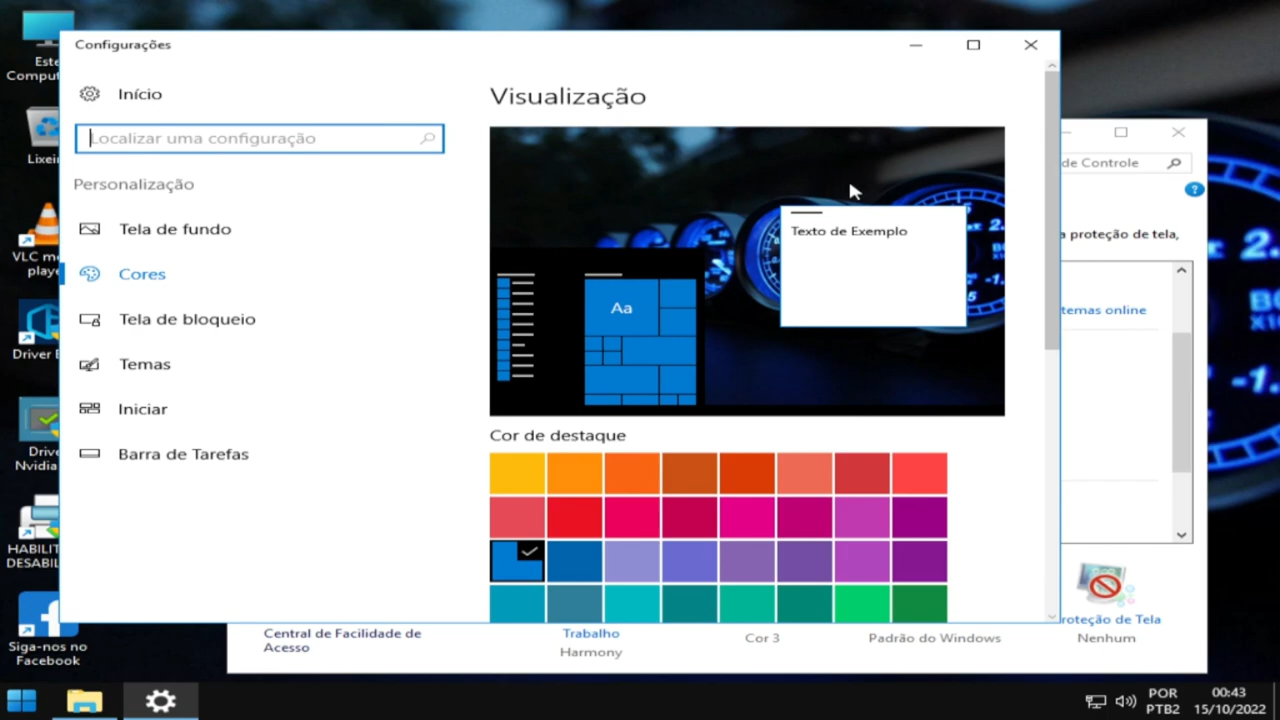 Este
Comput
Lixei
VLC me
playe
Driver
Drive
Nvidia
HABILIT
DESABIL
Siga-nos no
Facebook
Configurações
Início
Localizar uma configuração
Personalização
Tela de fundo
Cores
Tela de bloqueio
Temas
Iniciar
Barra de Tarefas
Visualização
Aa
Texto de Exemplo
Cor de destaque
de Controle
a proteção de tela,
temas online
roteção de Tela
Nenhum
Central de Facilidade de
Acesso
Trabalho
Harmony
Cor 3
Padrão do Windows
POR
PTB2
00:43
15/10/2022